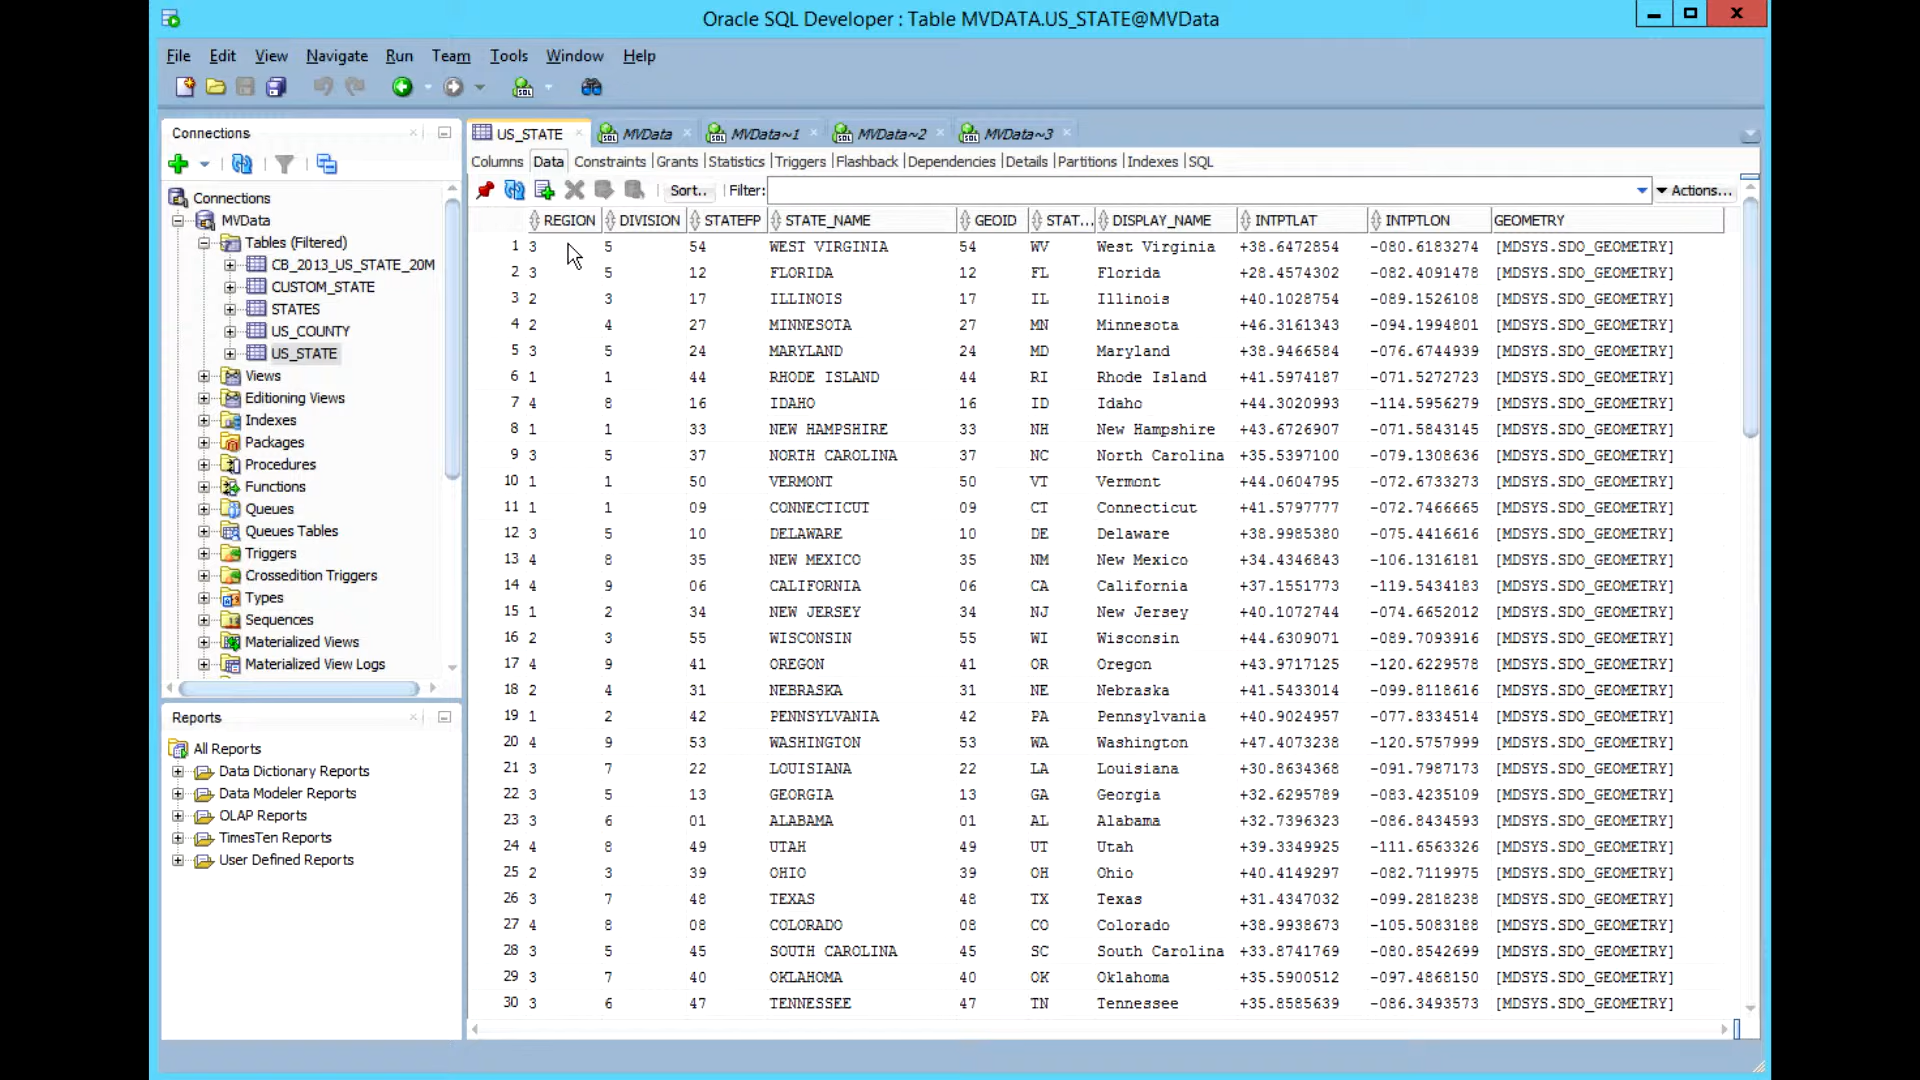 Oracle SQL Developer : Table MVDATA.US_STATE@MVData
File Edit View Navigate Run Team Tools Window Help
Connections
Connections
MVData
Tables (Filtered)
CB_2013_US_STATE_20M
CUSTOM_STATE
STATES
US_COUNTY
US_STATE
Views
Editioning Views
Indexes
Packages
Procedures
Functions
Queues
Queues Tables
Triggers
Crossedition Triggers
Types
Sequences
Materialized Views
Materialized View Logs
Reports
All Reports
Data Dictionary Reports
Data Modeler Reports
OLAP Reports
TimesTen Reports
User Defined Reports
US_STATE MVData MVData~1 MVData~2 MVData~3
Columns Data Constraints Grants Statistics Triggers Flashback Dependencies Details Partitions Indexes SQL
Sort.. Filter: Actions...
REGION DIVISION STATEFP STATE_NAME GEOID STAT... DISPLAY_NAME INTPTLAT INTPTLON GEOMETRY
1 3 5 54 WEST VIRGINIA 54 WV West Virginia +38.6472854 -080.6183274 [MDSYS.SDO_GEOMETRY]
2 3 5 12 FLORIDA 12 FL Florida +28.4574302 -082.4091478 [MDSYS.SDO_GEOMETRY]
3 2 3 17 ILLINOIS 17 IL Illinois +40.1028754 -089.1526108 [MDSYS.SDO_GEOMETRY]
4 2 4 27 MINNESOTA 27 MN Minnesota +46.3161343 -094.1994801 [MDSYS.SDO_GEOMETRY]
5 3 5 24 MARYLAND 24 MD Maryland +38.9466584 -076.6744939 [MDSYS.SDO_GEOMETRY]
6 1 1 44 RHODE ISLAND 44 RI Rhode Island +41.5974187 -071.5272723 [MDSYS.SDO_GEOMETRY]
7 4 8 16 IDAHO 16 ID Idaho +44.3020993 -114.5956279 [MDSYS.SDO_GEOMETRY]
8 1 1 33 NEW HAMPSHIRE 33 NH New Hampshire +43.6726907 -071.5843145 [MDSYS.SDO_GEOMETRY]
9 3 5 37 NORTH CAROLINA 37 NC North Carolina +35.5397100 -079.1308636 [MDSYS.SDO_GEOMETRY]
10 1 1 50 VERMONT 50 VT Vermont +44.0604795 -072.6733273 [MDSYS.SDO_GEOMETRY]
11 1 1 09 CONNECTICUT 09 CT Connecticut +41.5797777 -072.7466665 [MDSYS.SDO_GEOMETRY]
12 3 5 10 DELAWARE 10 DE Delaware +38.9985380 -075.4416616 [MDSYS.SDO_GEOMETRY]
13 4 8 35 NEW MEXICO 35 NM New Mexico +34.4346843 -106.1316181 [MDSYS.SDO_GEOMETRY]
14 4 9 06 CALIFORNIA 06 CA California +37.1551773 -119.5434183 [MDSYS.SDO_GEOMETRY]
15 1 2 34 NEW JERSEY 34 NJ New Jersey +40.1072744 -074.6652012 [MDSYS.SDO_GEOMETRY]
16 2 3 55 WISCONSIN 55 WI Wisconsin +44.6309071 -089.7093916 [MDSYS.SDO_GEOMETRY]
17 4 9 41 OREGON 41 OR Oregon +43.9717125 -120.6229578 [MDSYS.SDO_GEOMETRY]
18 2 4 31 NEBRASKA 31 NE Nebraska +41.5433014 -099.8118616 [MDSYS.SDO_GEOMETRY]
19 1 2 42 PENNSYLVANIA 42 PA Pennsylvania +40.9024957 -077.8334514 [MDSYS.SDO_GEOMETRY]
20 4 9 53 WASHINGTON 53 WA Washington +47.4073238 -120.5757999 [MDSYS.SDO_GEOMETRY]
21 3 7 22 LOUISIANA 22 LA Louisiana +30.8634368 -091.7987173 [MDSYS.SDO_GEOMETRY]
22 3 5 13 GEORGIA 13 GA Georgia +32.6295789 -083.4235109 [MDSYS.SDO_GEOMETRY]
23 3 6 01 ALABAMA 01 AL Alabama +32.7396323 -086.8434593 [MDSYS.SDO_GEOMETRY]
24 4 8 49 UTAH 49 UT Utah +39.3349925 -111.6563326 [MDSYS.SDO_GEOMETRY]
25 2 3 39 OHIO 39 OH Ohio +40.4149297 -082.7119975 [MDSYS.SDO_GEOMETRY]
26 3 7 48 TEXAS 48 TX Texas +31.4347032 -099.2818238 [MDSYS.SDO_GEOMETRY]
27 4 8 08 COLORADO 08 CO Colorado +38.9938673 -105.5083188 [MDSYS.SDO_GEOMETRY]
28 3 5 45 SOUTH CAROLINA 45 SC South Carolina +33.8741769 -080.8542699 [MDSYS.SDO_GEOMETRY]
29 3 7 40 OKLAHOMA 40 OK Oklahoma +35.5900512 -097.4868150 [MDSYS.SDO_GEOMETRY]
30 3 6 47 TENNESSEE 47 TN Tennessee +35.8585639 -086.3493573 [MDSYS.SDO_GEOMETRY]